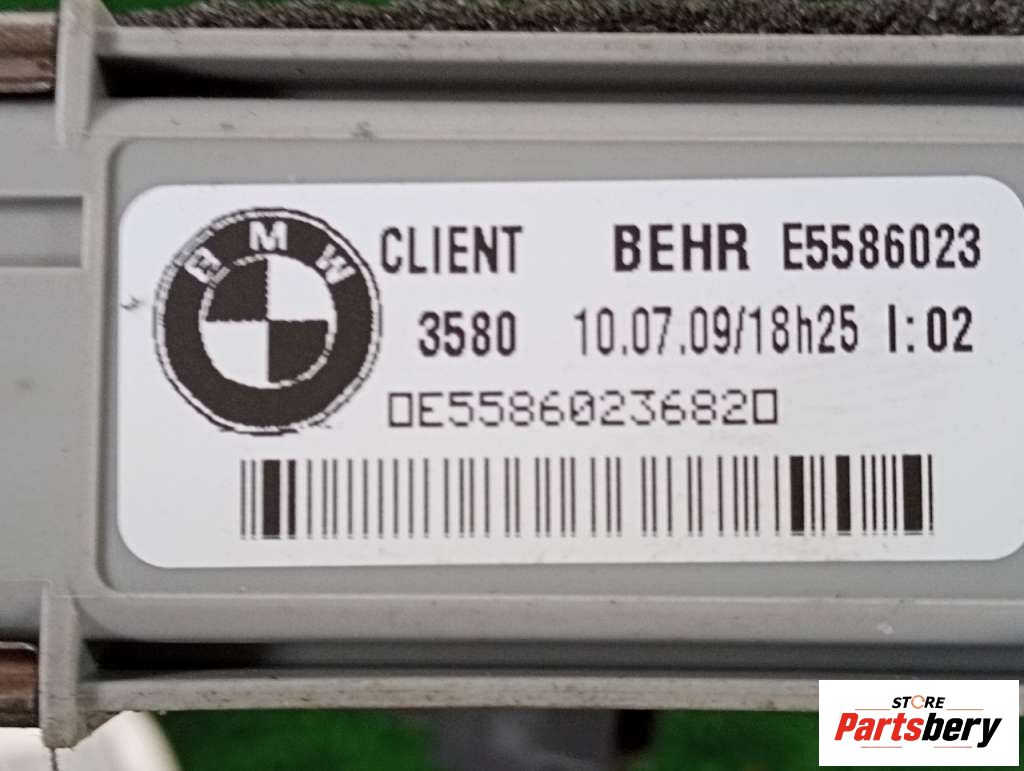 BMW
CLIENT BEHR E5586023
3580 10.07.09/18h25 I:02
▯E5586023682▯
STORE
Partsbery